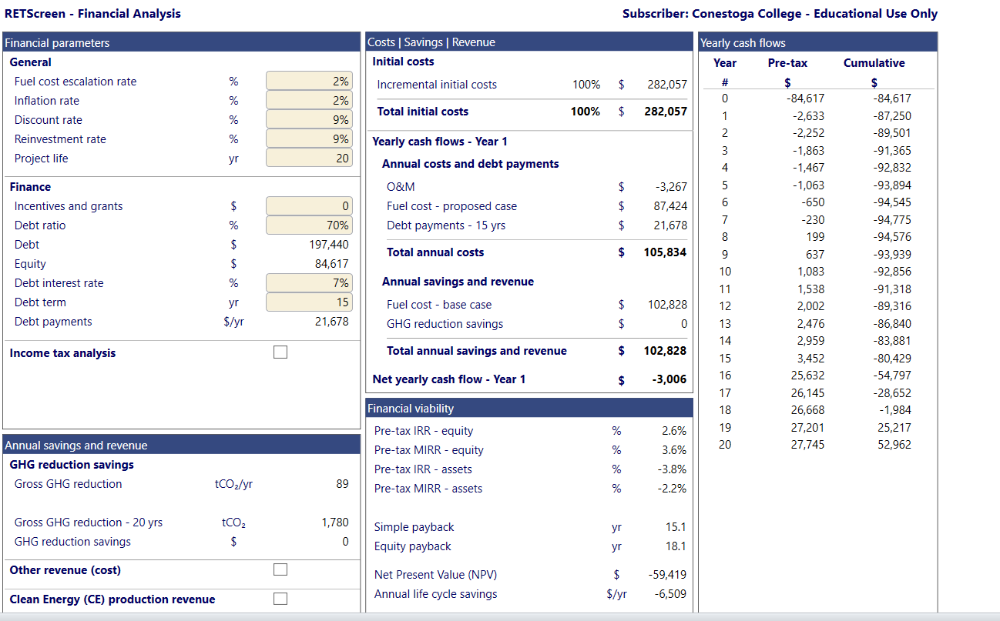 RETScreen - Financial Analysis
Subscriber: Conestoga College - Educational Use Only
Financial parameters
General
Fuel cost escalation rate % 2%
Inflation rate % 2%
Discount rate % 9%
Reinvestment rate % 9%
Project life yr 20
Finance
Incentives and grants $ 0
Debt ratio % 70%
Debt $ 197,440
Equity $ 84,617
Debt interest rate % 7%
Debt term yr 15
Debt payments $/yr 21,678
Income tax analysis
Annual savings and revenue
GHG reduction savings
Gross GHG reduction tCO₂/yr 89
Gross GHG reduction - 20 yrs tCO₂ 1,780
GHG reduction savings $ 0
Other revenue (cost)
Clean Energy (CE) production revenue
Costs | Savings | Revenue
Initial costs
Incremental initial costs 100% $ 282,057
Total initial costs 100% $ 282,057
Yearly cash flows - Year 1
Annual costs and debt payments
O&M $ -3,267
Fuel cost - proposed case $ 87,424
Debt payments - 15 yrs $ 21,678
Total annual costs $ 105,834
Annual savings and revenue
Fuel cost - base case $ 102,828
GHG reduction savings $ 0
Total annual savings and revenue $ 102,828
Net yearly cash flow - Year 1 $ -3,006
Financial viability
Pre-tax IRR - equity % 2.6%
Pre-tax MIRR - equity % 3.6%
Pre-tax IRR - assets % -3.8%
Pre-tax MIRR - assets % -2.2%
Simple payback yr 15.1
Equity payback yr 18.1
Net Present Value (NPV) $ -59,419
Annual life cycle savings $/yr -6,509
Yearly cash flows
Year Pre-tax Cumulative
# $ $
0 -84,617 -84,617
1 -2,633 -87,250
2 -2,252 -89,501
3 -1,863 -91,365
4 -1,467 -92,832
5 -1,063 -93,894
6 -650 -94,545
7 -230 -94,775
8 199 -94,576
9 637 -93,939
10 1,083 -92,856
11 1,538 -91,318
12 2,002 -89,316
13 2,476 -86,840
14 2,959 -83,881
15 3,452 -80,429
16 25,632 -54,797
17 26,145 -28,652
18 26,668 -1,984
19 27,201 25,217
20 27,745 52,962